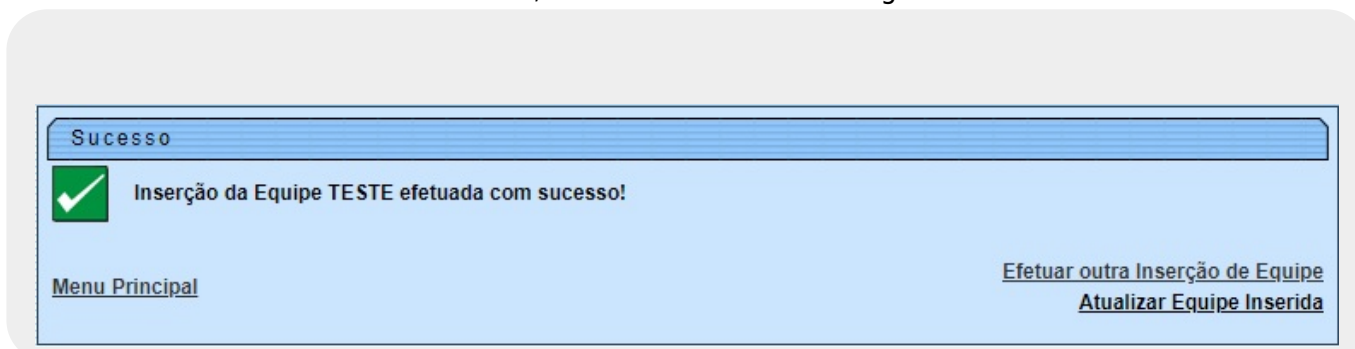 Sucesso
Inserção da Equipe TESTE efetuada com sucesso!
Efetuar outra Inserção de Equipe
Menu Principal
Atualizar Equipe Inserida